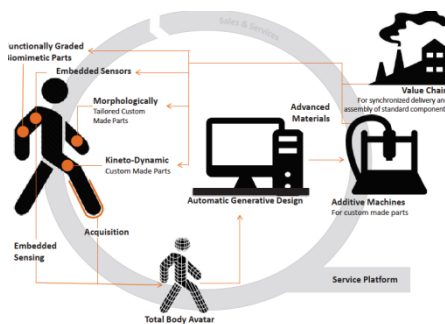 Sales & Services
Functionally Graded
Biomimetic Parts
Embedded Sensors
Morphologically
Tailored Custom
Made Parts
Kineto-Dynamic
Custom Made Parts
Acquisition
Embedded
Sensing
Total Body Avatar
Automatic Generative Design
Advanced
Materials
Value Chain
For synchronized delivery and
assembly of standard component
Additive Machines
For custom made parts
Service Platform